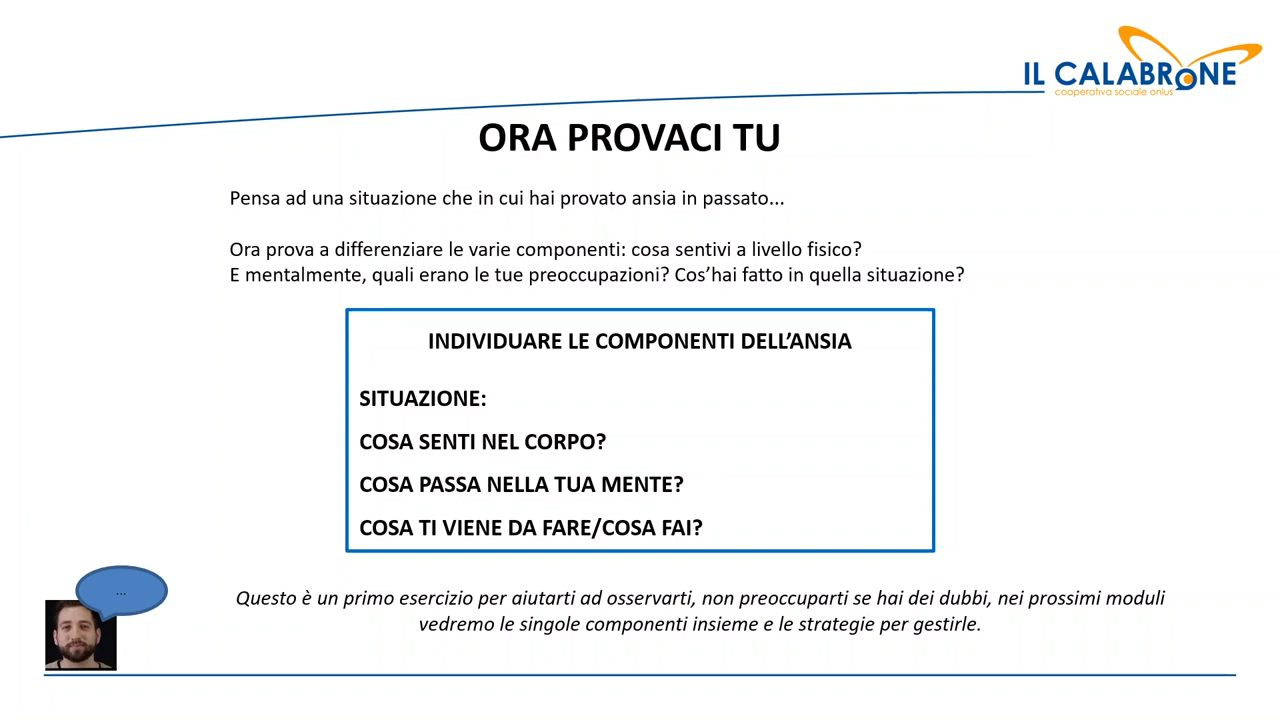 IL CALABRONE
cooperativa sociale onlus
ORA PROVACI TU
Pensa ad una situazione che in cui hai provato ansia in passato...
Ora prova a differenziare le varie componenti: cosa sentivi a livello fisico?
E mentalmente, quali erano le tue preoccupazioni? Cos’hai fatto in quella situazione?
INDIVIDUARE LE COMPONENTI DELL’ANSIA
SITUAZIONE:
COSA SENTI NEL CORPO?
COSA PASSA NELLA TUA MENTE?
COSA TI VIENE DA FARE/COSA FAI?
...
Questo è un primo esercizio per aiutarti ad osservarti, non preoccuparti se hai dei dubbi, nei prossimi moduli
vedremo le singole componenti insieme e le strategie per gestirle.